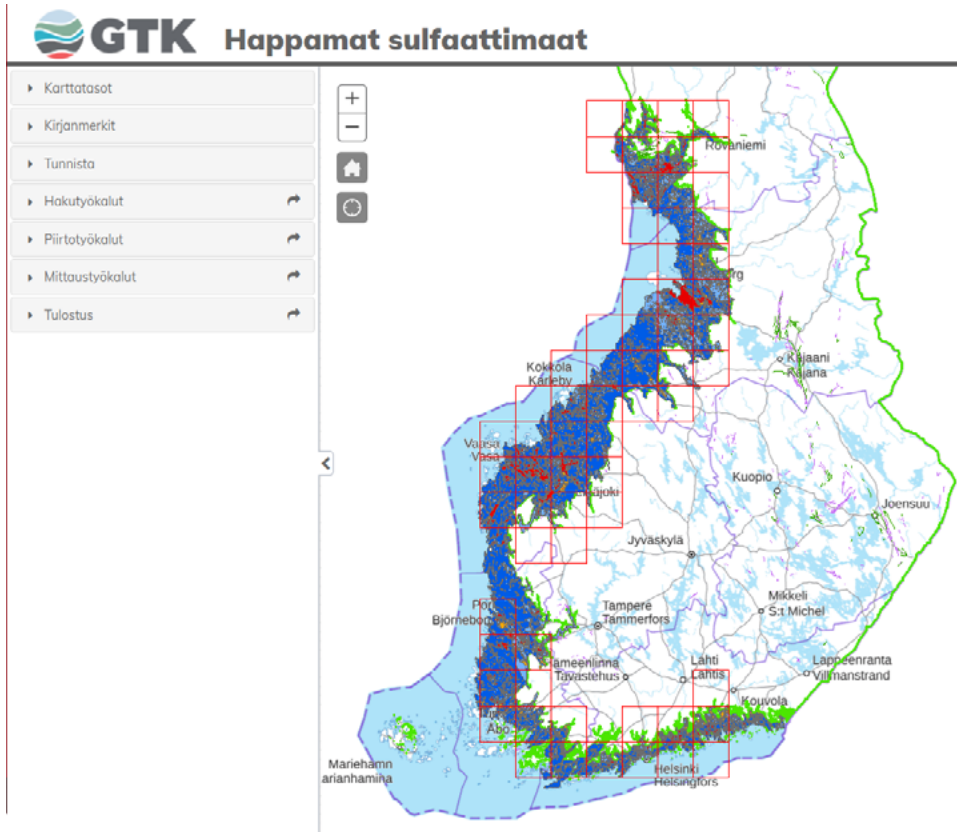 GTK Happamat sulfaattimaat
Karttatasot
Kirjanmerkit
Tunnista
Hakutyökalut
Piirtotyökalut
Mittaustyökalut
Tulostus
+
−
Rovaniemi
Kajaani
Kajana
Kokkola
Karleby
Vaasa
Vasa
Kuopio
Joensuu
Jyväskylä
Mikkeli
S:t Michel
Tampere
Tammerfors
Björneborg
Hämeenlinna
Tavastehus
Lahti
Lahtis
Lappeenranta
Villmanstrand
Kouvola
Åbo
Helsinki
Helsingfors
Mariehamn
arianhamina